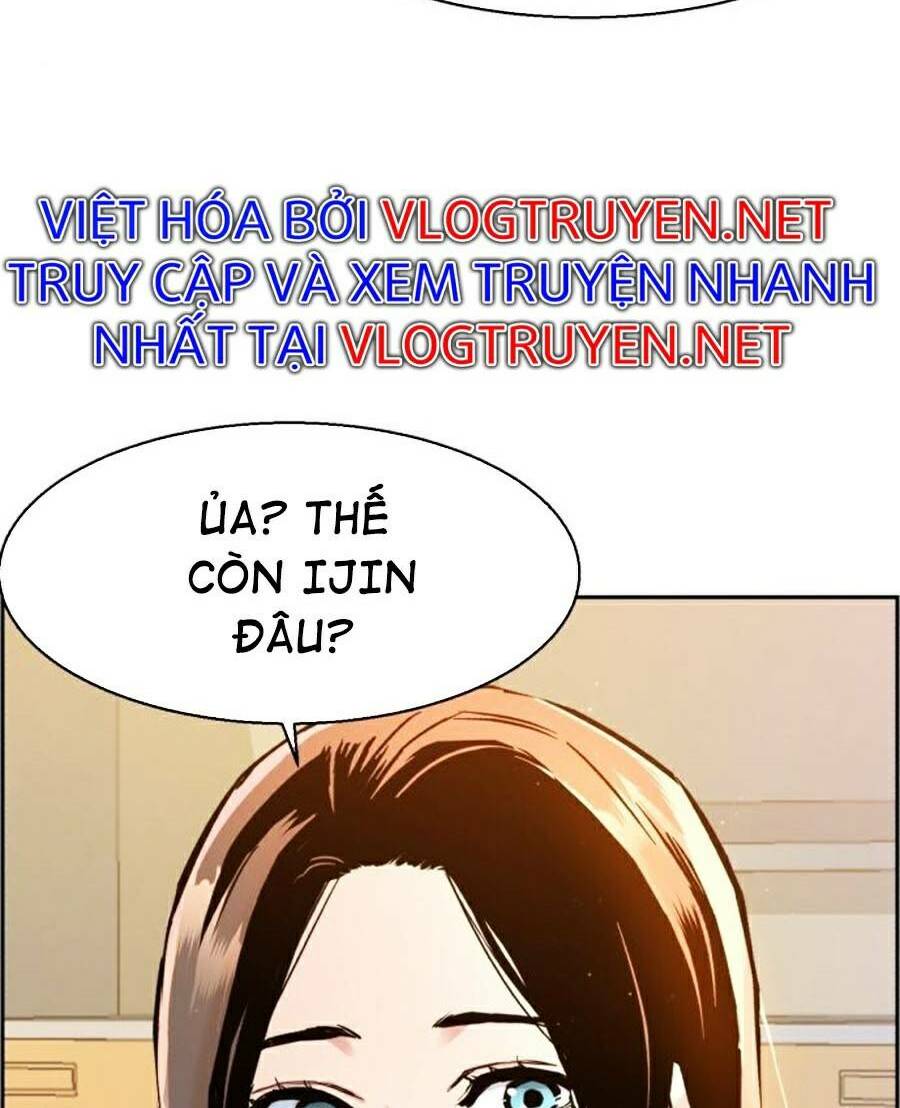 VIỆT HÓA BỞI VLOGTRUYEN.NET
TRUY CẬP VÀ XEM TRUYỆN NHANH
NHẤT TẠI VLOGTRUYEN.NET
ỦA? THẾ
CÒN IJIN
ĐÂU?